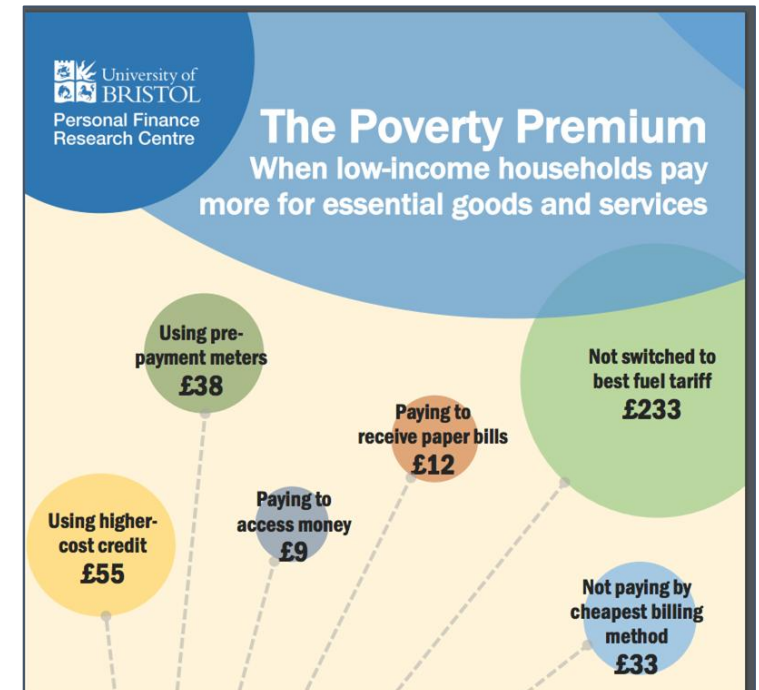 University of
BRISTOL
Personal Finance
Research Centre
The Poverty Premium
When low-income households pay
more for essential goods and services
Using pre-
payment meters
£38
Not switched to
best fuel tariff
£233
Paying to
receive paper bills
£12
Using higher-
cost credit
£55
Paying to
access money
£9
Not paying by
cheapest billing
method
£33